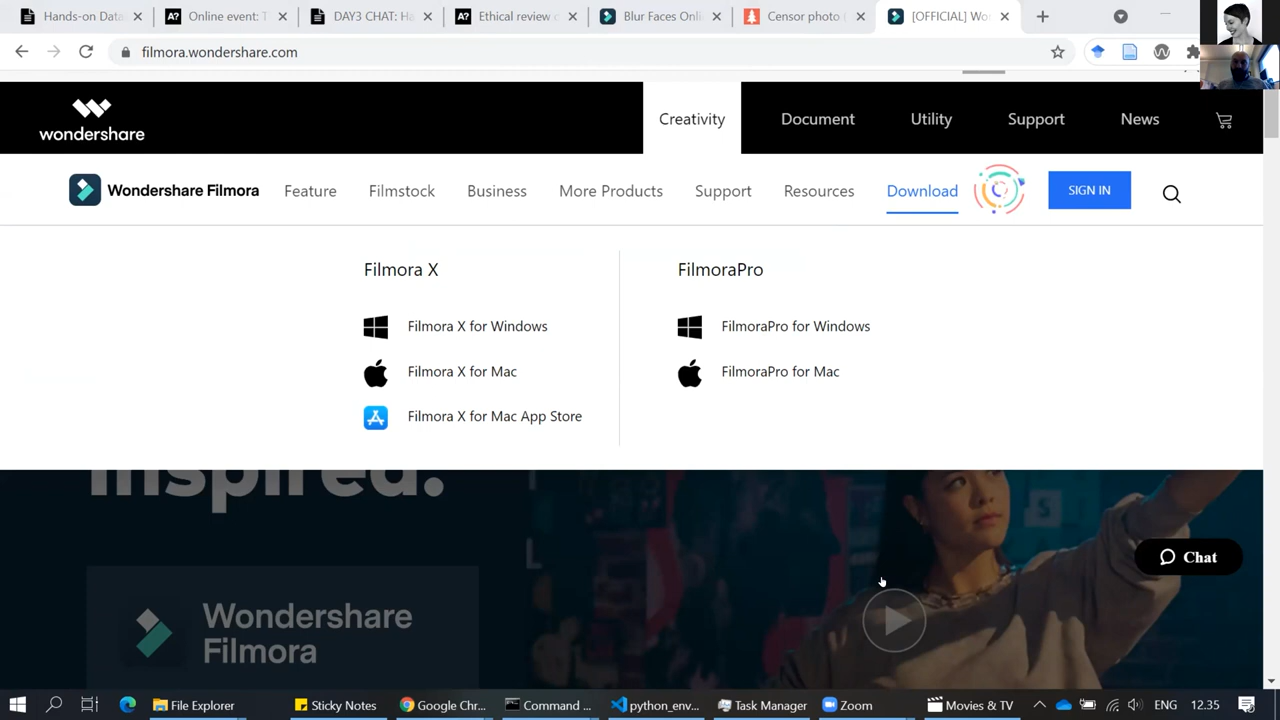 Hands-on Data
Online event: T
DAY3 CHAT: Ha
Ethical review
Blur Faces Onli
Censor photo
[OFFICIAL] Wo
filmora.wondershare.com
wondershare
Creativity
Document
Utility
Support
News
Wondershare Filmora
Feature
Filmstock
Business
More Products
Support
Resources
Download
SIGN IN
Filmora X
FilmoraPro
Filmora X for Windows
FilmoraPro for Windows
Filmora X for Mac
FilmoraPro for Mac
Filmora X for Mac App Store
Inspired.
Chat
Wondershare
Filmora
File Explorer
Sticky Notes
Google Chr...
Command ...
python_env...
Task Manager
Zoom
Movies & TV
ENG
12.35